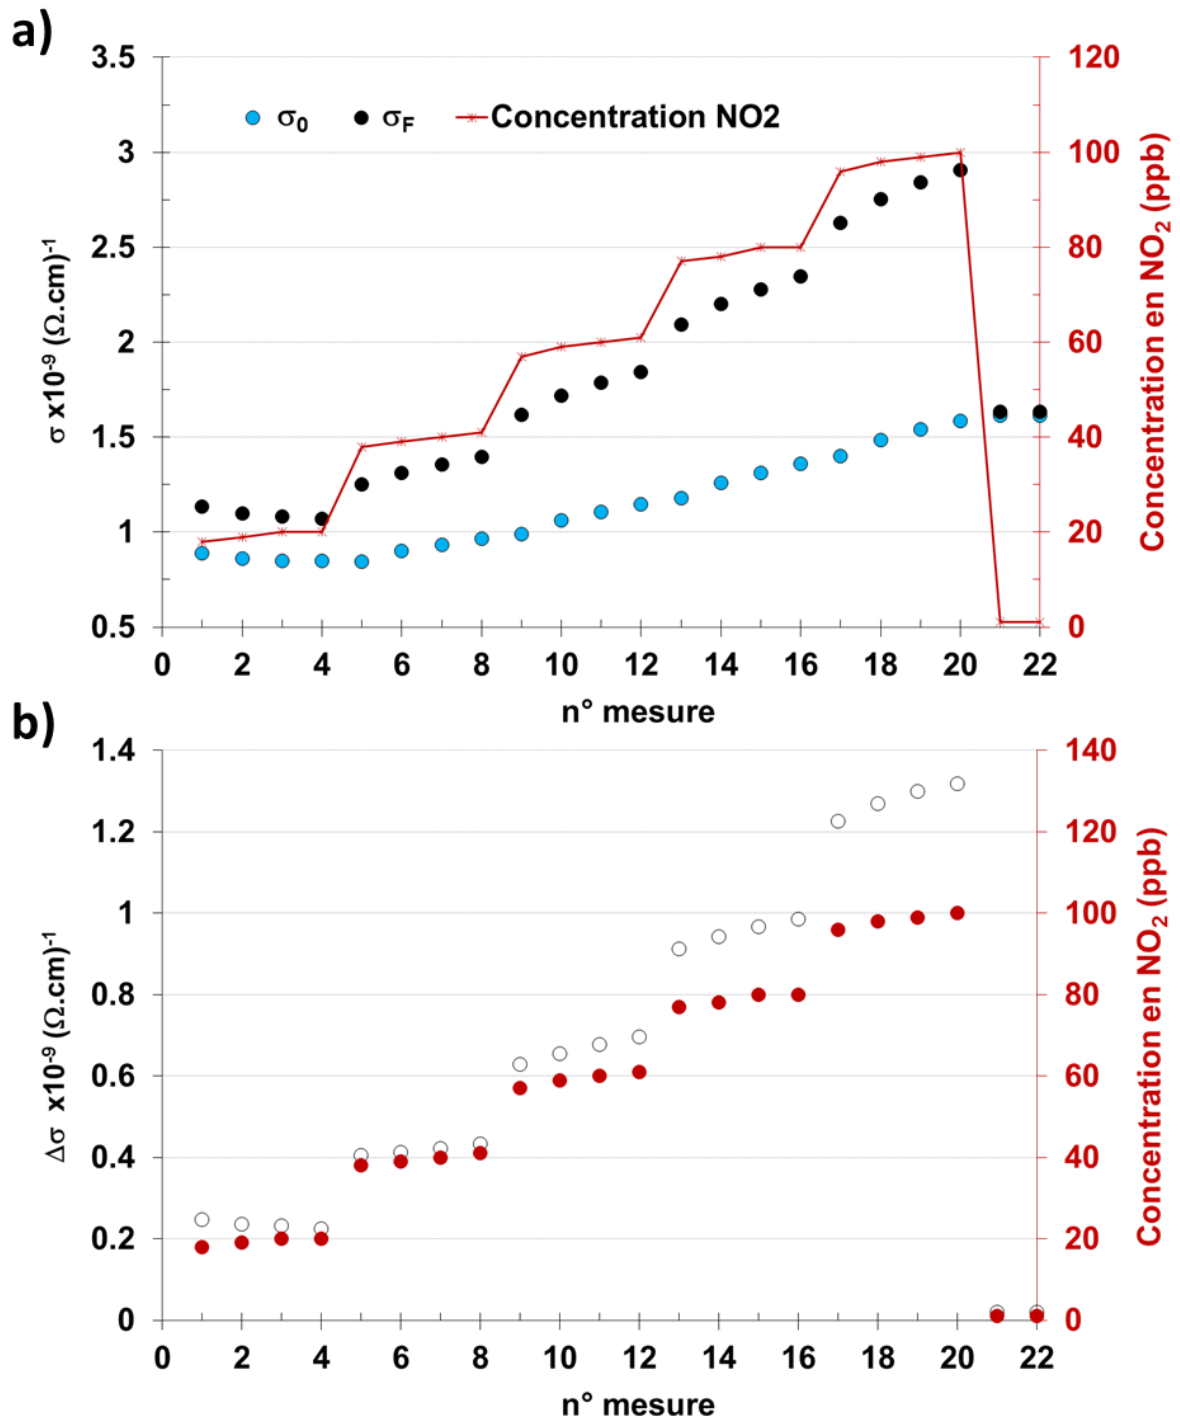 a)
σ₀ σF Concentration NO2
σ x10⁻⁹ (Ω.cm)⁻¹
3.5
3
2.5
2
1.5
1
0.5
120
100
80
60
40
20
0
Concentration en NO₂ (ppb)
0 2 4 6 8 10 12 14 16 18 20 22
n° mesure
b)
Δσ x10⁻⁹ (Ω.cm)⁻¹
1.4
1.2
1
0.8
0.6
0.4
0.2
0
140
120
100
80
60
40
20
0
Concentration en NO₂ (ppb)
0 2 4 6 8 10 12 14 16 18 20 22
n° mesure